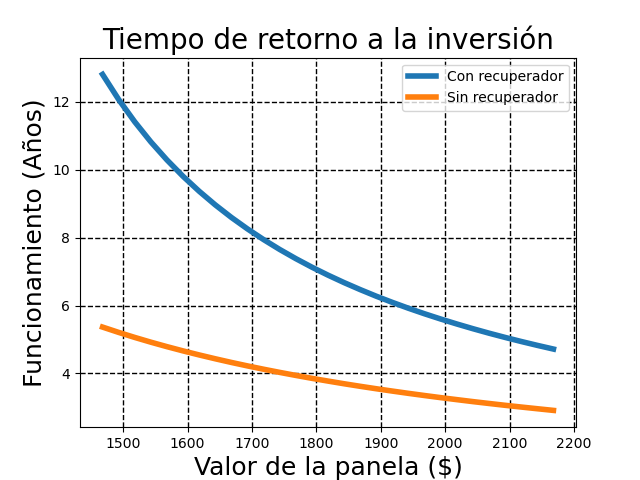 Tiempo de retorno a la inversión
Con recuperador
Sin recuperador
Funcionamiento (Años)
12
10
8
6
4
1500 1600 1700 1800 1900 2000 2100 2200
Valor de la panela ($)